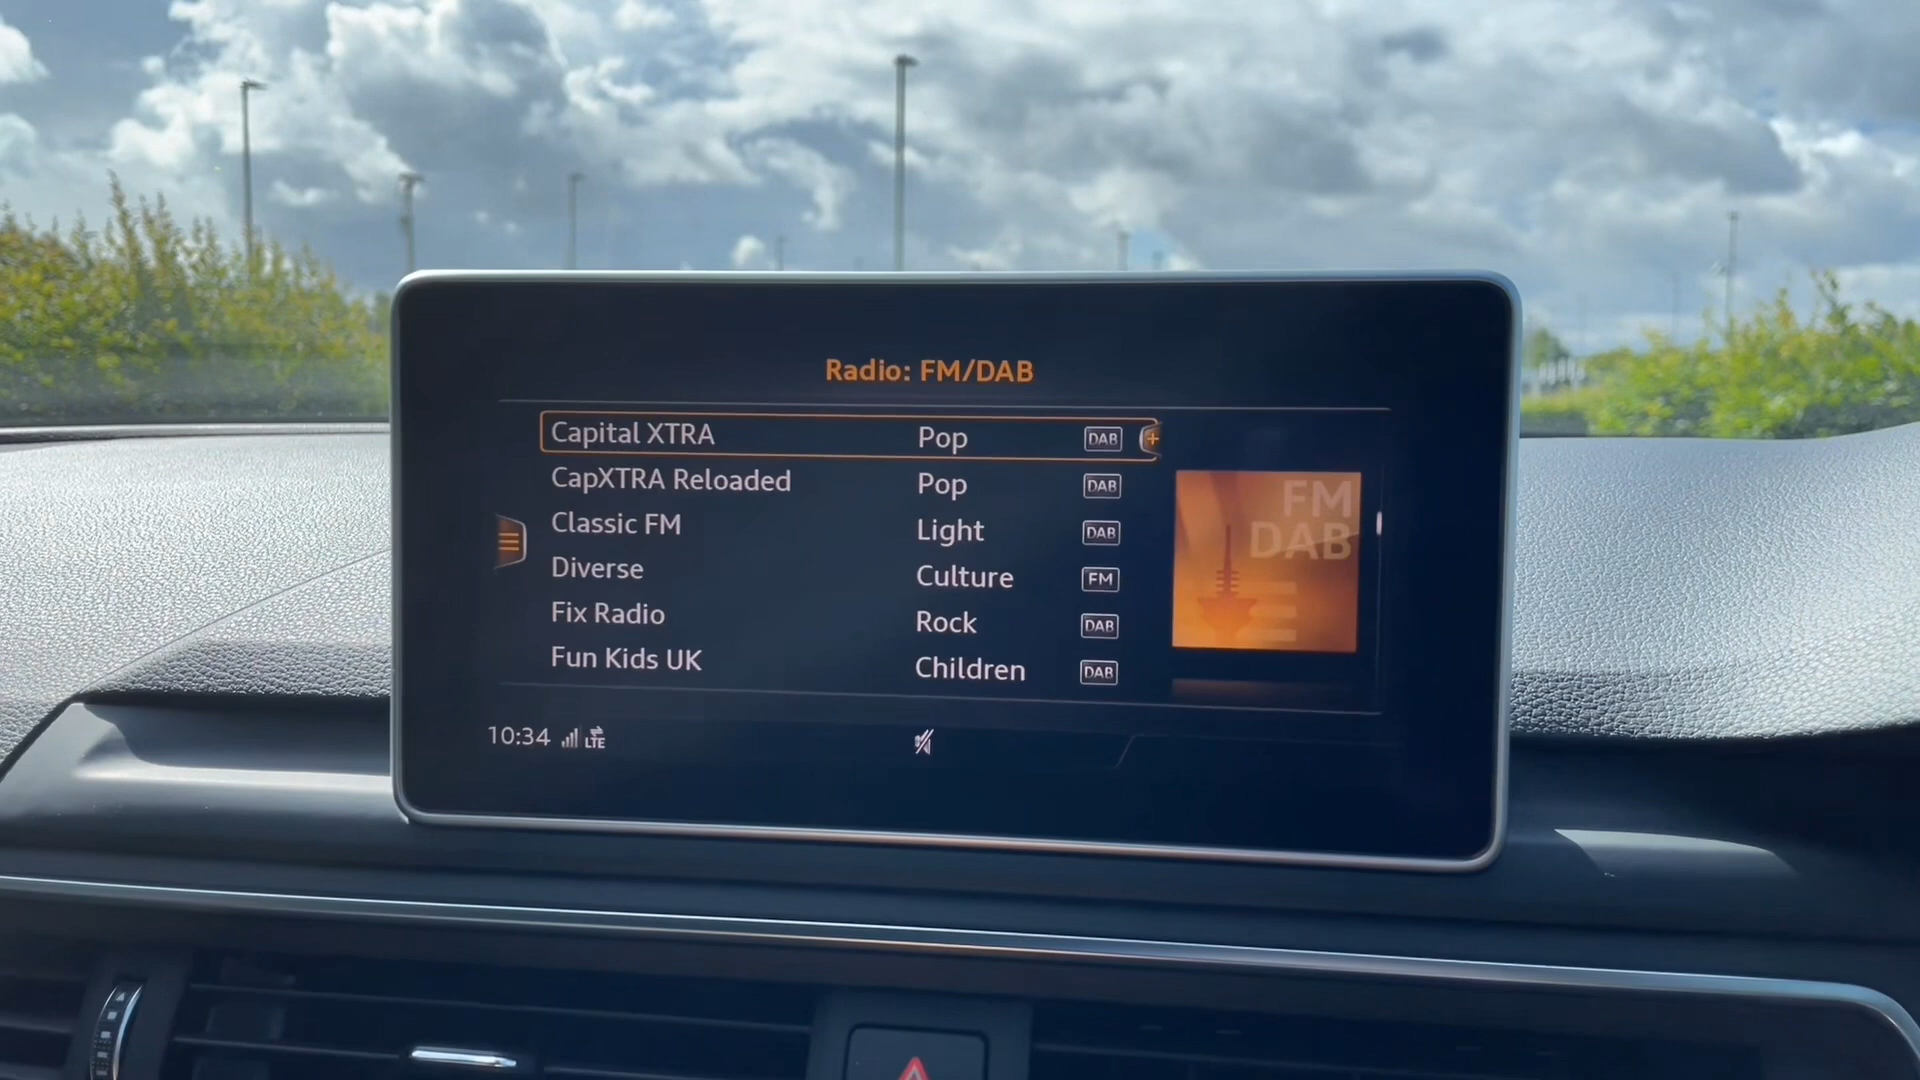 Radio: FM/DAB
Capital XTRA Pop DAB
CapXTRA Reloaded Pop DAB
Classic FM Light DAB
Diverse Culture FM
Fix Radio Rock DAB
Fun Kids UK Children DAB
FM
DAB
10:34 LTE